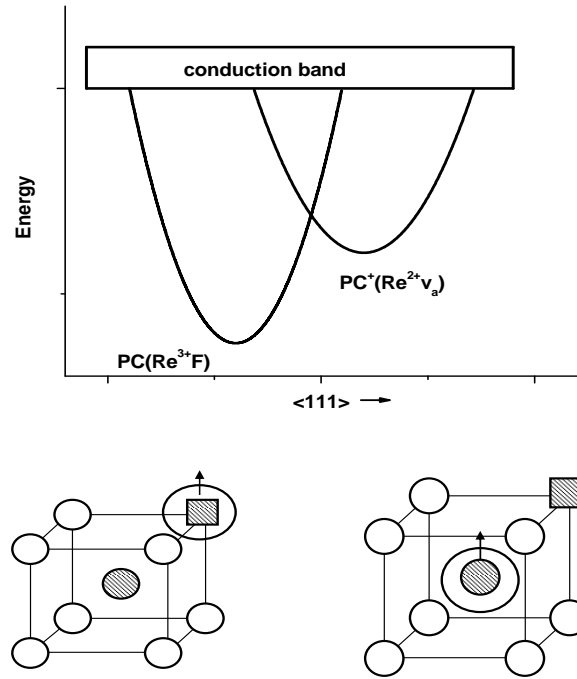 conduction band
Energy
PC⁺(Re²⁺vₐ)
PC(Re³⁺F)
<111> →